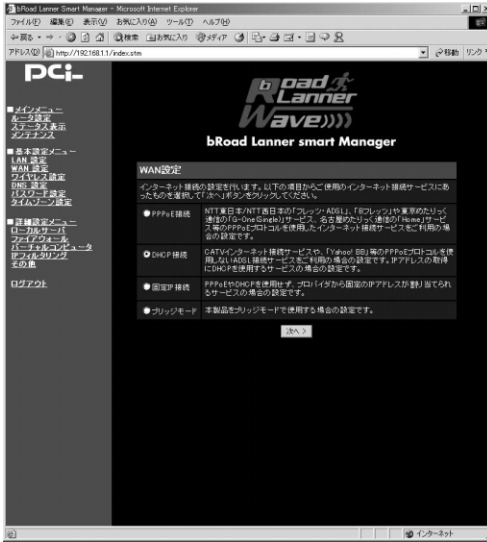 bRoad Lanner Smart Manager - Microsoft Internet Explorer
ファイル(F) 編集(E) 表示(V) お気に入り(A) ツール(T) ヘルプ(H)
戻る 検索 お気に入り メディア
アドレス(D) http://192.168.1.1/index.stm 移動 リンク
PCi
Road Lanner Wave
bRoad Lanner smart Manager
■メインメニュー
ルータ設定
ステータス表示
メンテナンス
■基本設定メニュー
LAN 設定
WAN 設定
ワイヤレス設定
DNS 設定
パスワード設定
タイムゾーン設定
■詳細設定メニュー
ローカルサーバ
ファイアウォール
バーチャルコンピュータ
IPフィルタリング
その他
ログアウト
WAN設定
インターネット接続の設定を行います。以下の項目からご使用のインターネット接続サービスにあ
ったものを選択して「次へ」ボタンをクリックしてください。
PPPoE接続
NTT東日本/NTT西日本の「フレッツ・ADSL」、「Bフレッツ」や東京めたりっく
通信の「G-One(Single)」サービス、名古屋めたりっく通信の「Home」サービ
ス等のPPPoEプロトコルを使用したインターネット接続サービスをご利用の場
合の設定です。
DHCP接続
CATVインターネット接続サービスや、「Yahoo! BB」等のPPPoEプロトコルを使
用しないADSL接続サービスをご利用の場合の設定です。IPアドレスの取得
にDHCPを使用するサービスの場合の設定です。
固定IP接続
PPPoEやDHCPを使用せず、プロバイダから固定のIPアドレスが割り当てられ
るサービスの場合の設定です。
ブリッジモード
本製品をブリッジモードで使用する場合の設定です。
次へ >
インターネット